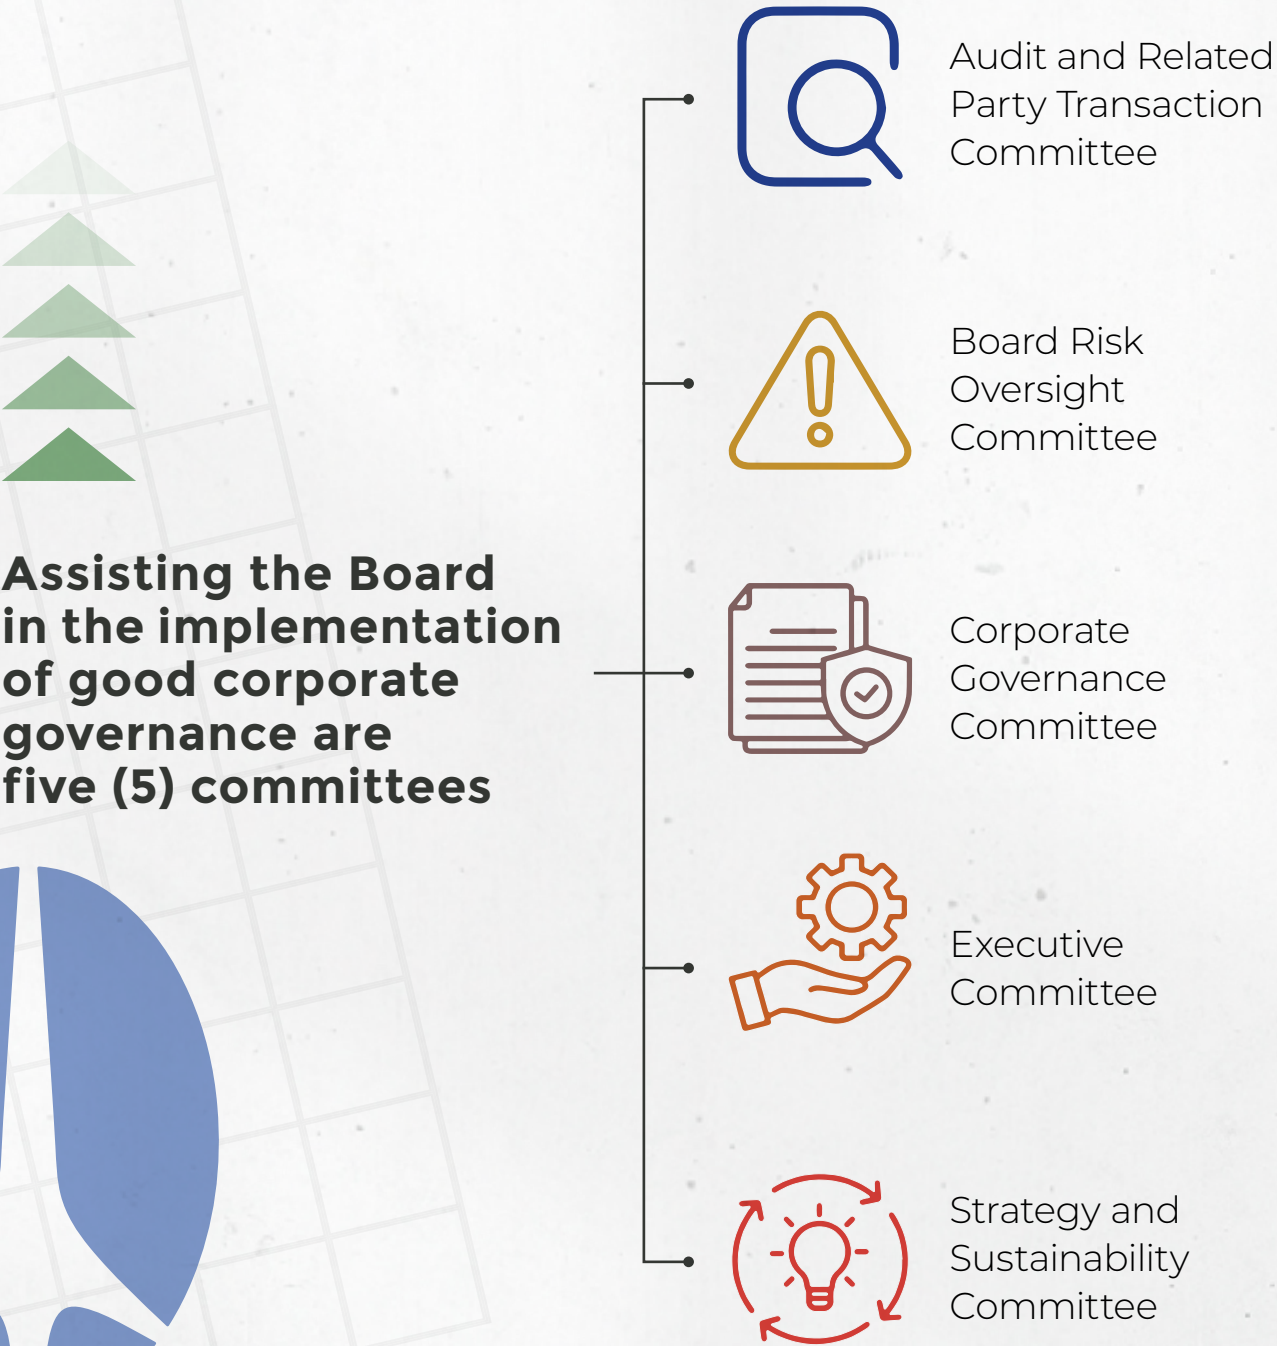 Assisting the Board
in the implementation
of good corporate
governance are
five (5) committees
Audit and Related
Party Transaction
Committee
Board Risk
Oversight
Committee
Corporate
Governance
Committee
Executive
Committee
Strategy and
Sustainability
Committee